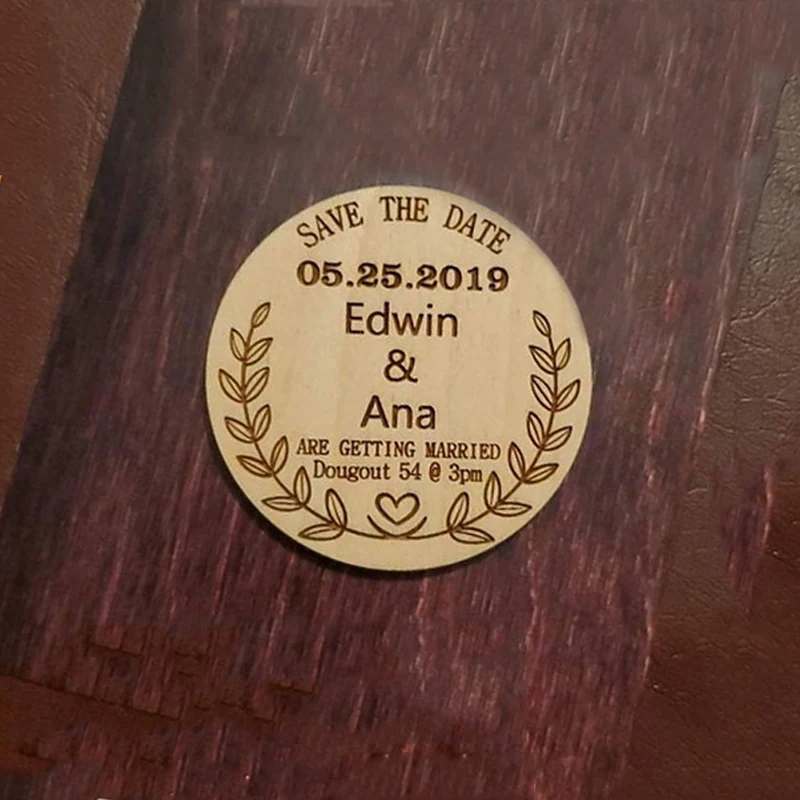 SAVE THE DATE
05.25.2019
Edwin
&
Ana
ARE GETTING MARRIED
Dougout 54 @ 3pm